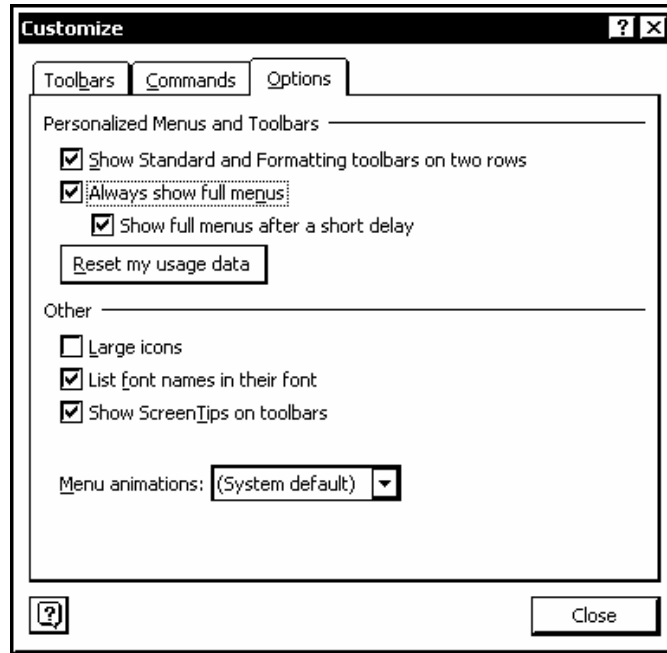 Customize
Toolbars Commands Options
Personalized Menus and Toolbars
Show Standard and Formatting toolbars on two rows
Always show full menus
Show full menus after a short delay
Reset my usage data
Other
Large icons
List font names in their font
Show ScreenTips on toolbars
Menu animations: (System default)
Close